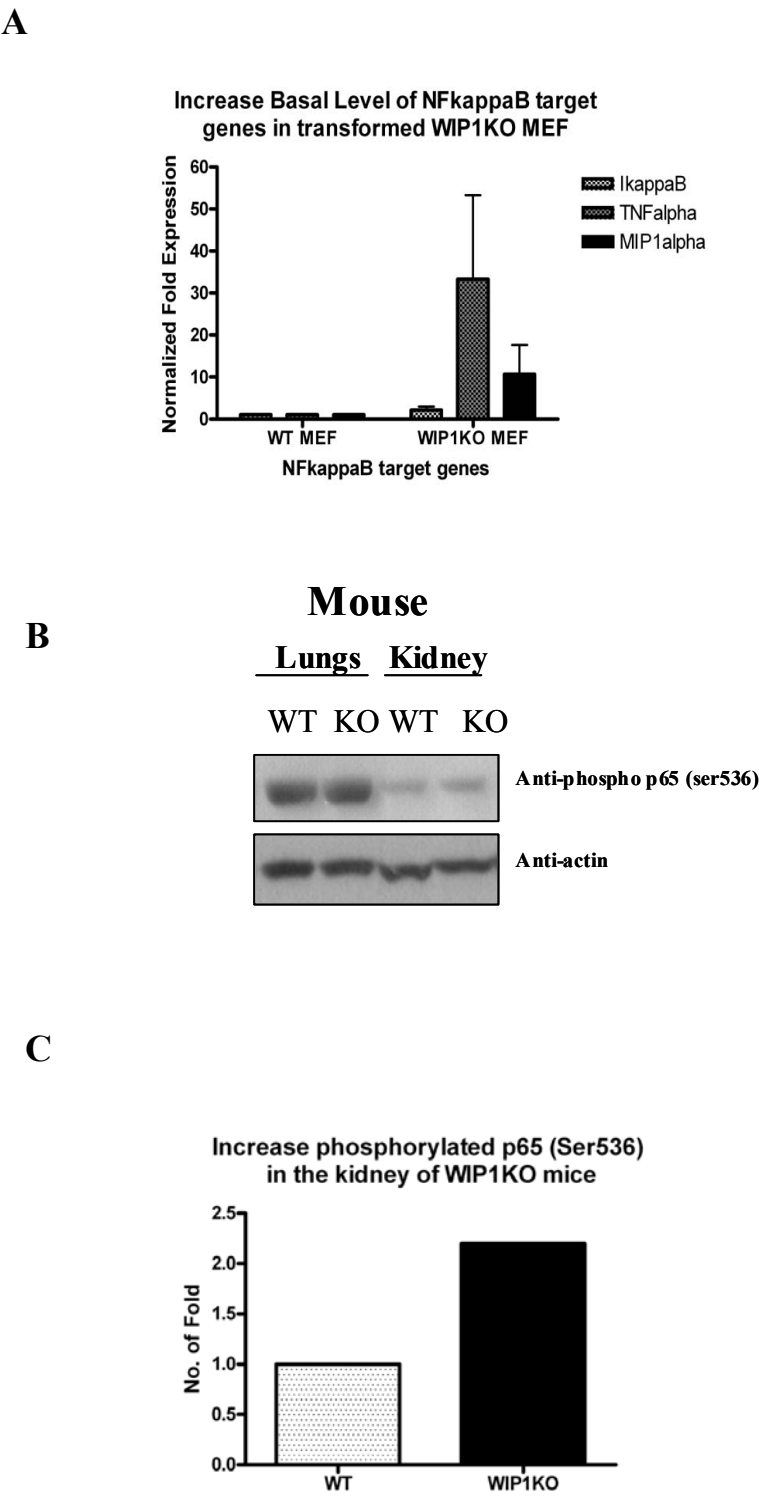 A
Increase Basal Level of NFkappaB target
genes in transformed WIP1KO MEF
Normalized Fold Expression
60
50
40
30
20
10
0
IkappaB
TNFalpha
MIP1alpha
WT MEF WIP1KO MEF
NFkappaB target genes
B
Mouse
Lungs Kidney
WT KO WT KO
Anti-phospho p65 (ser536)
Anti-actin
C
Increase phosphorylated p65 (Ser536)
in the kidney of WIP1KO mice
No. of Fold
2.5
2.0
1.5
1.0
0.5
0.0
WT WIP1KO